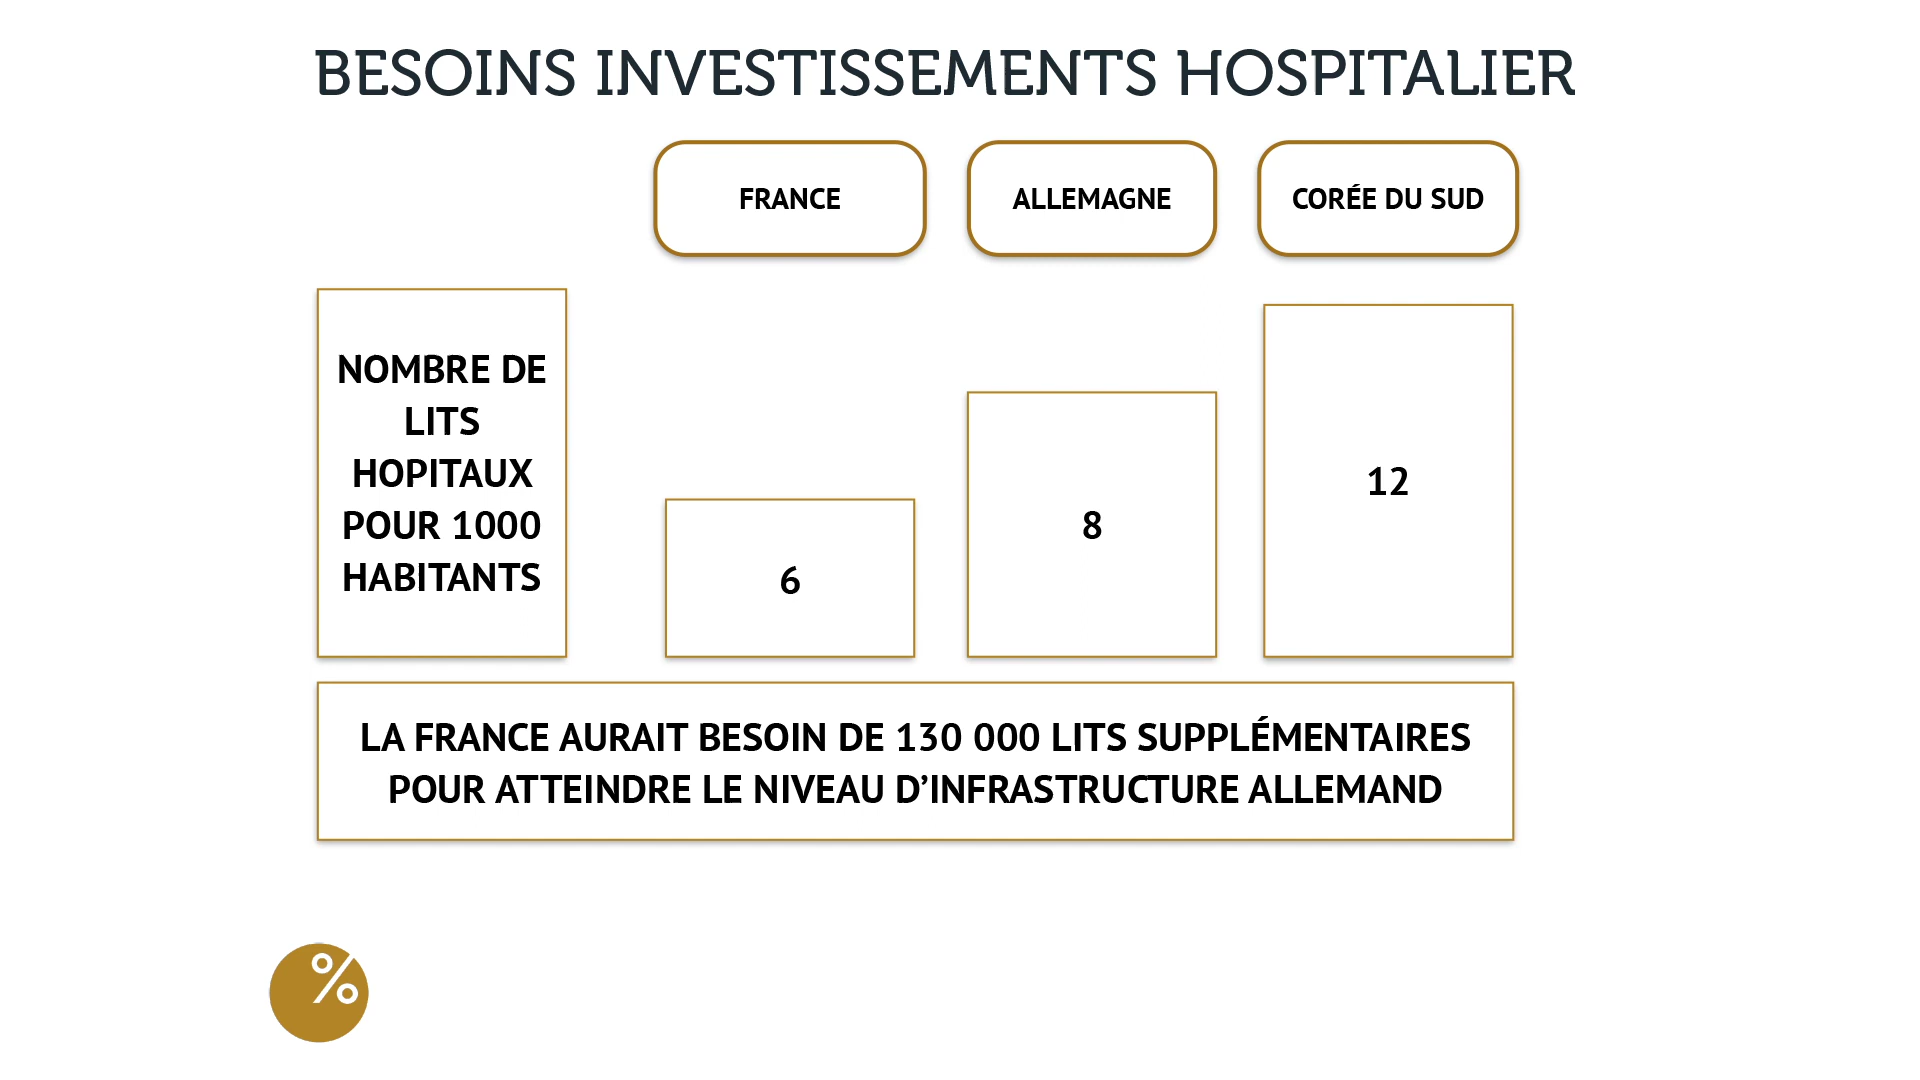 BESOINS INVESTISSEMENTS HOSPITALIER
FRANCE
ALLEMAGNE
CORÉE DU SUD
NOMBRE DE
LITS
HOPITAUX
POUR 1000
HABITANTS
6
8
12
LA FRANCE AURAIT BESOIN DE 130 000 LITS SUPPLÉMENTAIRES
POUR ATTEINDRE LE NIVEAU D’INFRASTRUCTURE ALLEMAND
%